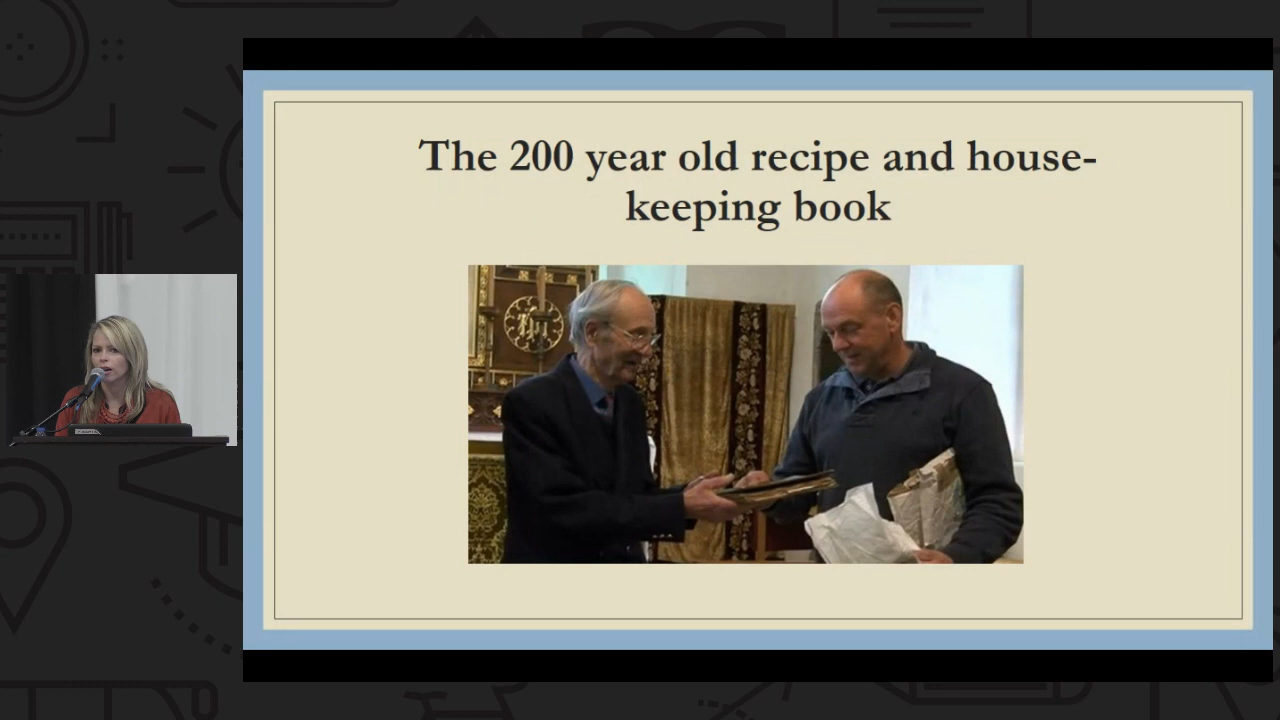 The 200 year old recipe and house-
keeping book